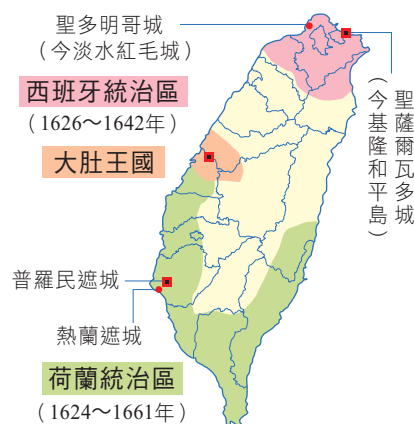 聖多明哥城
（今淡水紅毛城）
西班牙統治區
（1626～1642年）
大肚王國
聖薩爾瓦多城
（今基隆和平島）
普羅民遮城
熱蘭遮城
荷蘭統治區
（1624～1661年）